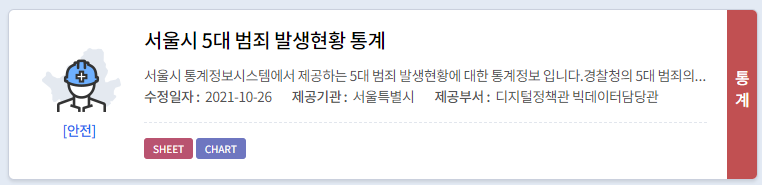 서울시 5대 범죄 발생현황 통계
서울시 통계정보시스템에서 제공하는 5대 범죄 발생현황에 대한 통계정보 입니다.경찰청의 5대 범죄의...
수정일자 : 2021-10-26 제공기관 : 서울특별시 제공부서 : 디지털정책관 빅데이터담당관
[안전]
SHEET CHART
통계